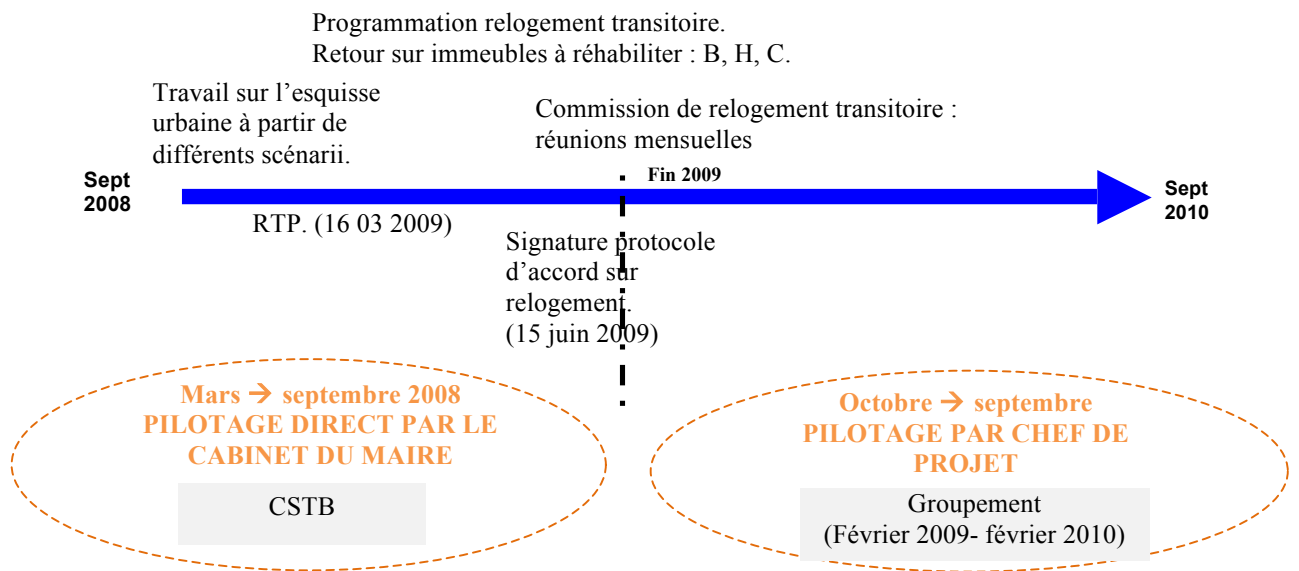 Programmation relogement transitoire.
Retour sur immeubles à réhabiliter : B, H, C.
Travail sur l’esquisse
urbaine à partir de
différents scénarii.
Commission de relogement transitoire :
réunions mensuelles
Sept
2008
Fin 2009
Sept
2010
RTP. (16 03 2009)
Signature protocole
d’accord sur
relogement.
(15 juin 2009)
Mars → septembre 2008
PILOTAGE DIRECT PAR LE
CABINET DU MAIRE
CSTB
Octobre → septembre
PILOTAGE PAR CHEF DE
PROJET
Groupement
(Février 2009- février 2010)